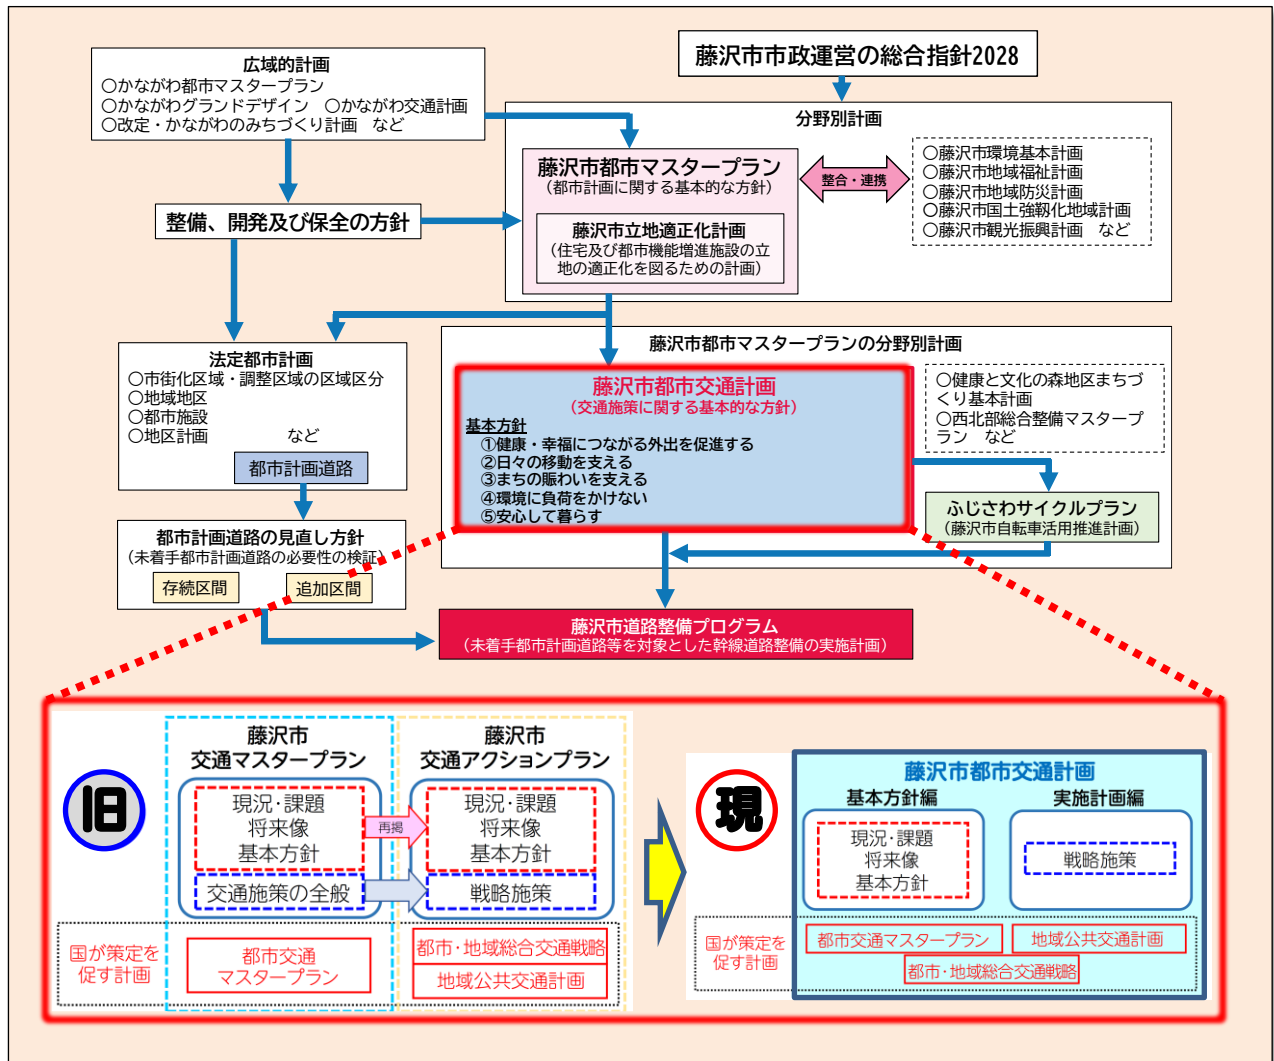 藤沢市市政運営の総合指針2028
広域的計画
○かながわ都市マスタープラン
○かながわグランドデザイン　○かながわ交通計画
○改定・かながわのみちづくり計画　など
分野別計画
藤沢市都市マスタープラン
(都市計画に関する基本的な方針)
整合・連携
○藤沢市環境基本計画
○藤沢市地域福祉計画
○藤沢市地域防災計画
○藤沢市国土強靱化地域計画
○藤沢市観光振興計画　など
整備、開発及び保全の方針
藤沢市立地適正化計画
(住宅及び都市機能増進施設の立
地の適正化を図るための計画)
法定都市計画
○市街化区域・調整区域の区域区分
○地域地区
○都市施設
○地区計画　など
都市計画道路
藤沢市都市マスタープランの分野別計画
藤沢市都市交通計画
(交通施策に関する基本的な方針)
基本方針
①健康・幸福につながる外出を促進する
②日々の移動を支える
③まちの賑わいを支える
④環境に負荷をかけない
⑤安心して暮らす
○健康と文化の森地区まちづ
くり基本計画
○西北部総合整備マスタープ
ラン　など
ふじさわサイクルプラン
(藤沢市自転車活用推進計画)
都市計画道路の見直し方針
(未着手都市計画道路の必要性の検証)
存続区間
追加区間
藤沢市道路整備プログラム
(未着手都市計画道路等を対象とした幹線道路整備の実施計画)
旧
藤沢市
交通マスタープラン
現況・課題
将来像
基本方針
交通施策の全般
再掲
藤沢市
交通アクションプラン
現況・課題
将来像
基本方針
戦略施策
国が策定を
促す計画
都市交通
マスタープラン
都市・地域総合交通戦略
地域公共交通計画
現
藤沢市都市交通計画
基本方針編
現況・課題
将来像
基本方針
実施計画編
戦略施策
国が策定を
促す計画
都市交通マスタープラン
地域公共交通計画
都市・地域総合交通戦略